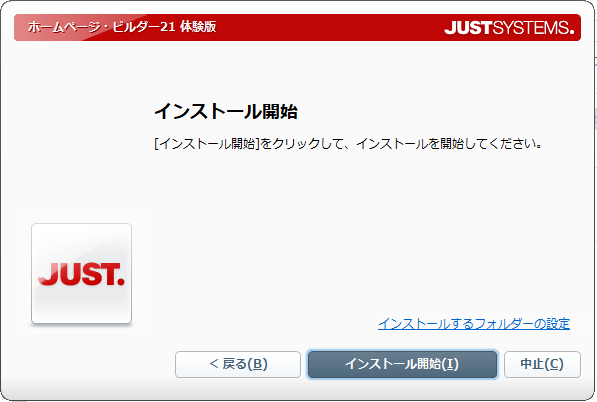 ホームページ・ビルダー21 体験版
JUSTSYSTEMS.
インストール開始
[インストール開始]をクリックして、インストールを開始してください。
JUST.
インストールするフォルダーの設定
< 戻る(B)
インストール開始(I)
中止(C)